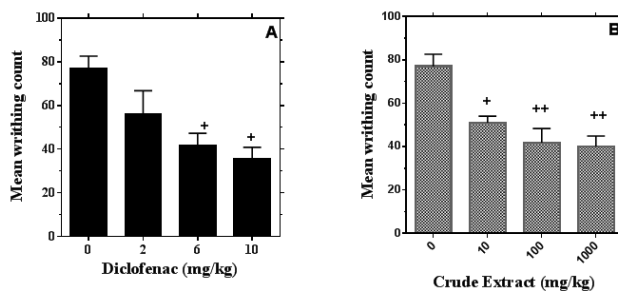 A
Mean writhing count
100
80
60
40
20
0
+
+
0 2 6 10
Diclofenac (mg/kg)
B
Mean writhing count
100
80
60
40
20
0
+
++
++
0 10 100 1000
Crude Extract (mg/kg)